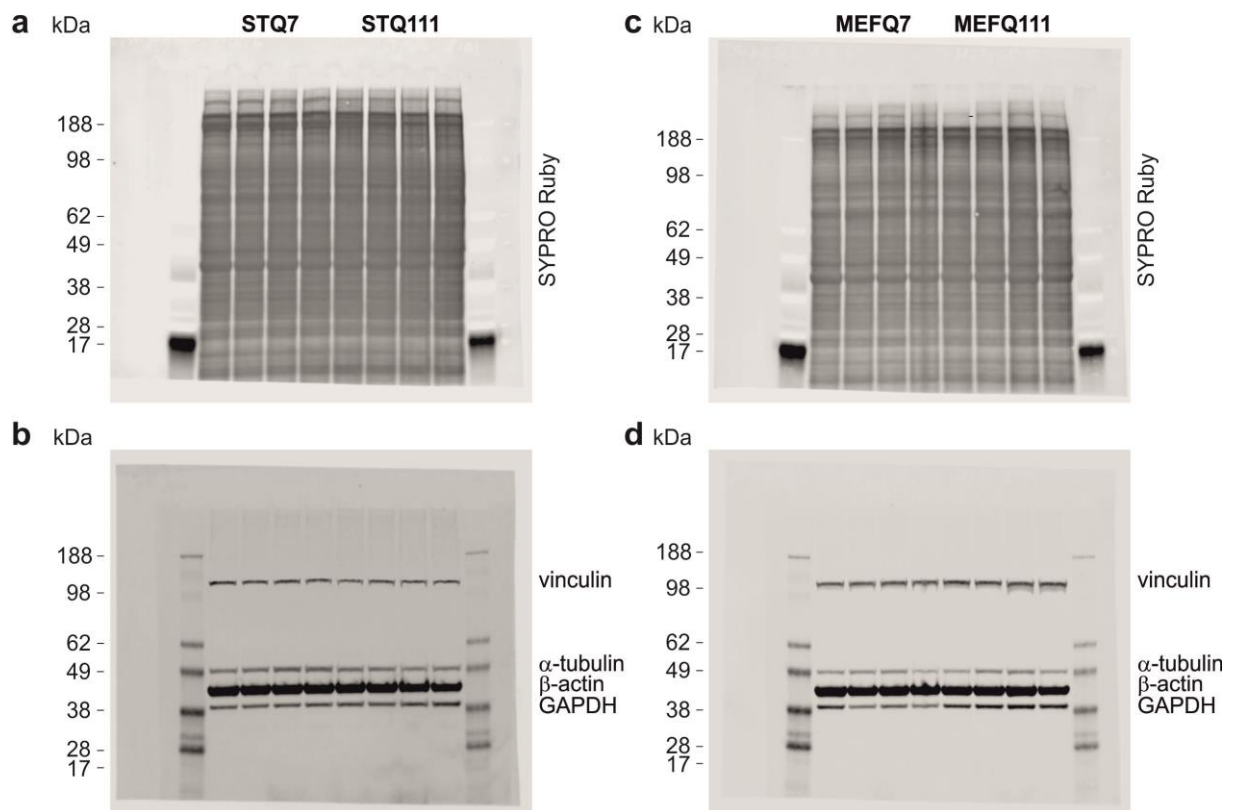 a kDa STQ7 STQ111
188
98
62
49
38
28
17
SYPRO Ruby
c kDa MEFQ7 MEFQ111
188
98
62
49
38
28
17
SYPRO Ruby
b kDa
188
98
62
49
38
28
17
vinculin
α-tubulin
β-actin
GAPDH
d kDa
188
98
62
49
38
28
17
vinculin
α-tubulin
β-actin
GAPDH